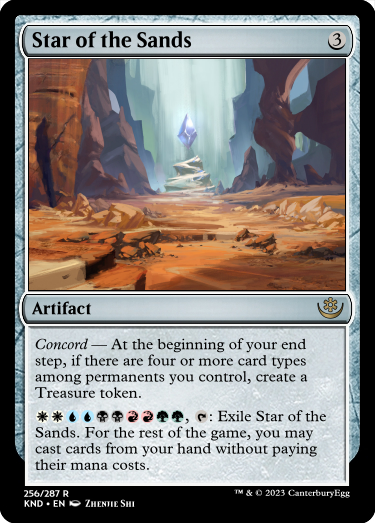 Star of the Sands 3
Artifact
Concord — At the beginning of your end
step, if there are four or more card types
among permanents you control, create a
Treasure token.
, : Exile Star of the
Sands. For the rest of the game, you may
cast cards from your hand without paying
their mana costs.
256/287 R
KND • EN Zhentie Shi
™ & © 2023 CanterburyEgg